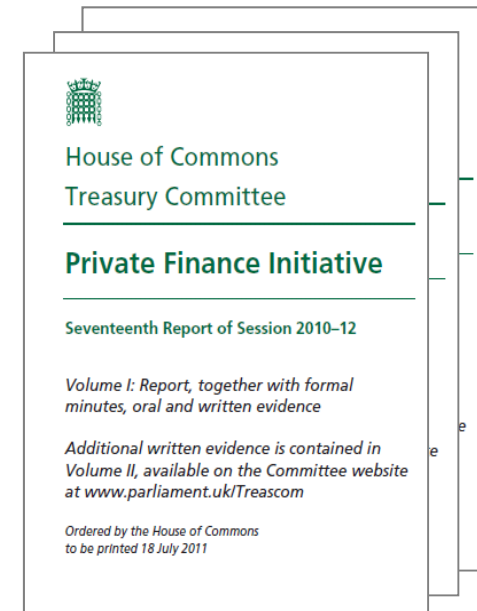 House of Commons
Treasury Committee
Private Finance Initiative
Seventeenth Report of Session 2010–12
Volume I: Report, together with formal
minutes, oral and written evidence
Additional written evidence is contained in
Volume II, available on the Committee website
at www.parliament.uk/Treascom
Ordered by the House of Commons
to be printed 18 July 2011
e
e